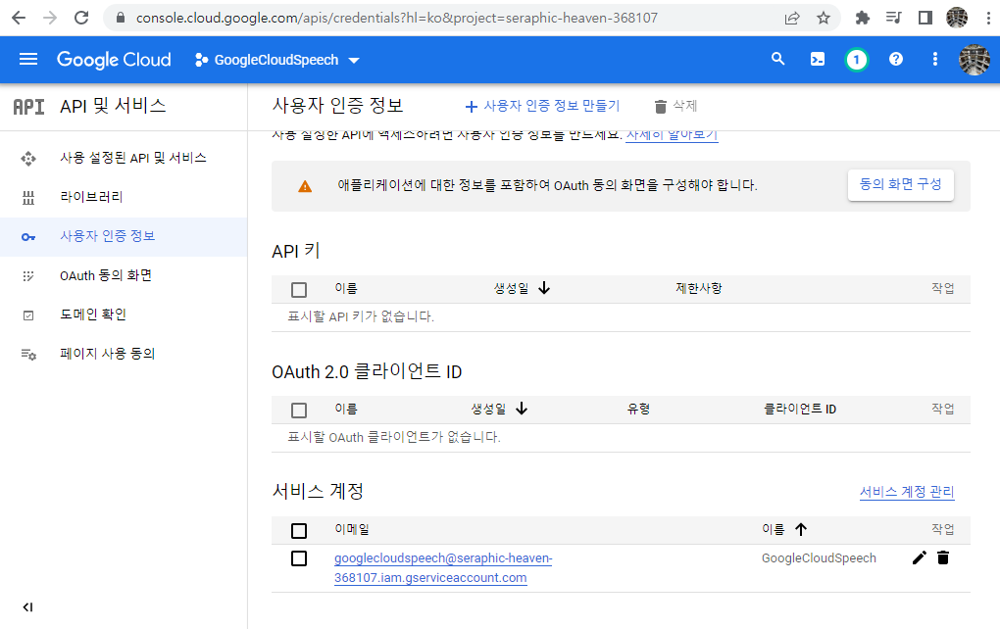 console.cloud.google.com/apis/credentials?hl=ko&project=seraphic-heaven-368107
Google Cloud
GoogleCloudSpeech
1
API API 및 서비스
사용 설정된 API 및 서비스
라이브러리
사용자 인증 정보
OAuth 동의 화면
도메인 확인
페이지 사용 동의
사용자 인증 정보
+ 사용자 인증 정보 만들기
삭제
사용 설정한 API에 액세스하려면 사용자 인증 정보를 만드세요. 자세히 알아보기
애플리케이션에 대한 정보를 포함하여 OAuth 동의 화면을 구성해야 합니다.
동의 화면 구성
API 키
이름 생성일 제한사항 작업
표시할 API 키가 없습니다.
OAuth 2.0 클라이언트 ID
이름 생성일 유형 클라이언트 ID 작업
표시할 OAuth 클라이언트가 없습니다.
서비스 계정
서비스 계정 관리
이메일 이름 작업
googlecloudspeech@seraphic-heaven- GoogleCloudSpeech
368107.iam.gserviceaccount.com